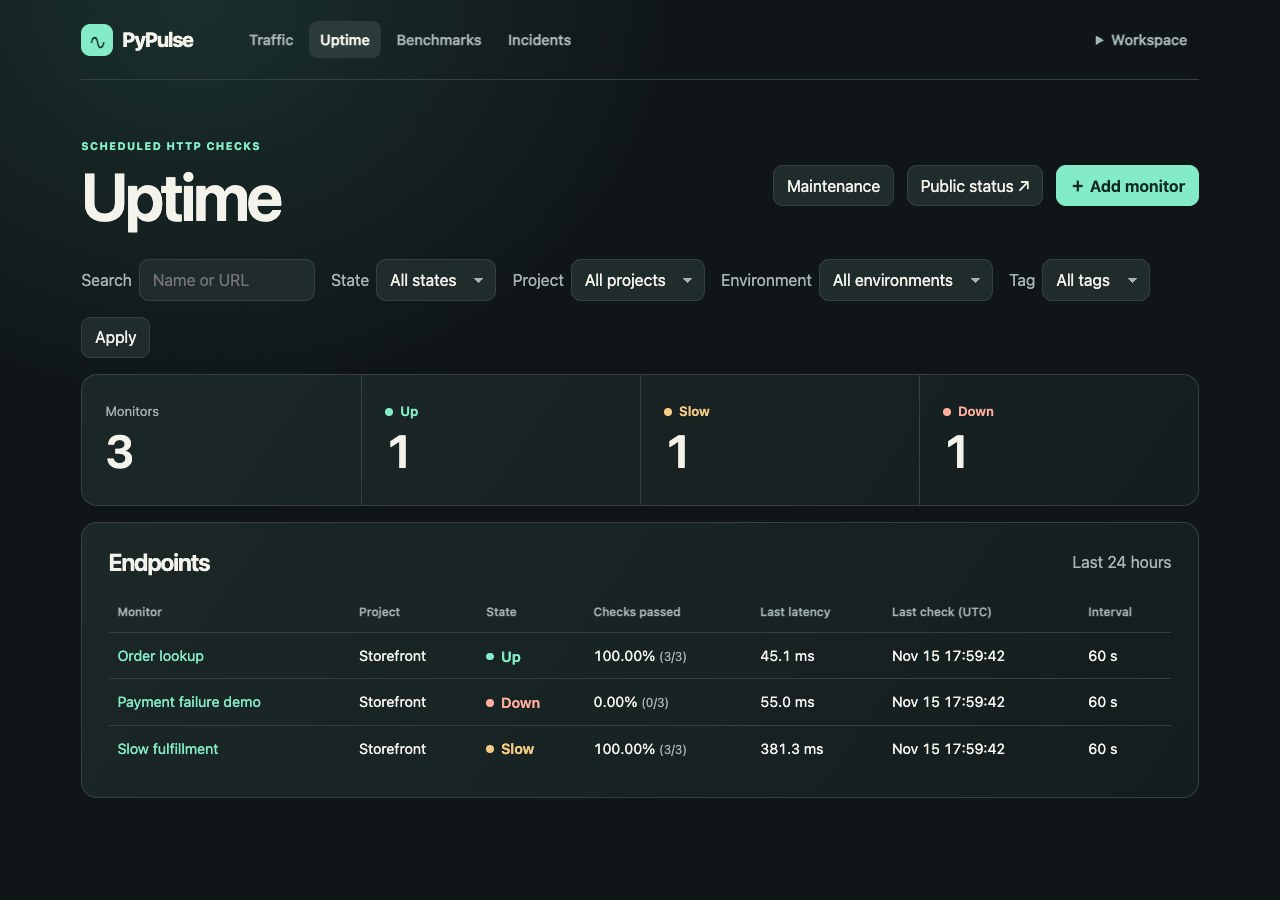 PyPulse Traffic Uptime Benchmarks Incidents ▶ Workspace
SCHEDULED HTTP CHECKS
Uptime
Maintenance Public status ↗ + Add monitor
Search Name or URL State All states Project All projects Environment All environments Tag All tags
Apply
Monitors Up Slow Down
3 1 1 1
Endpoints Last 24 hours
Monitor Project State Checks passed Last latency Last check (UTC) Interval
Order lookup Storefront Up 100.00% (3/3) 45.1 ms Nov 15 17:59:42 60 s
Payment failure demo Storefront Down 0.00% (0/3) 55.0 ms Nov 15 17:59:42 60 s
Slow fulfillment Storefront Slow 100.00% (3/3) 381.3 ms Nov 15 17:59:42 60 s